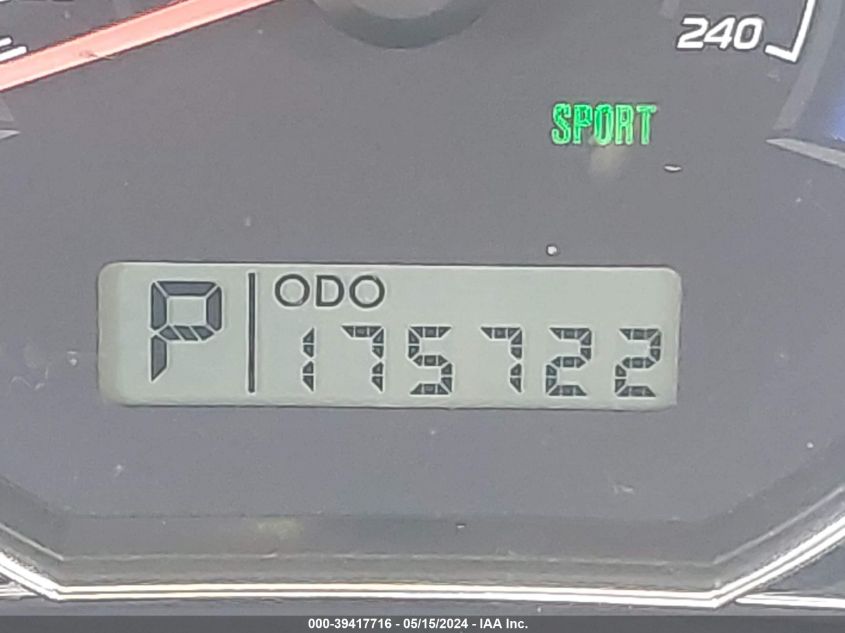 240
SPORT
P ODO
175722
000-39417716 - 05/15/2024 - IAA Inc.